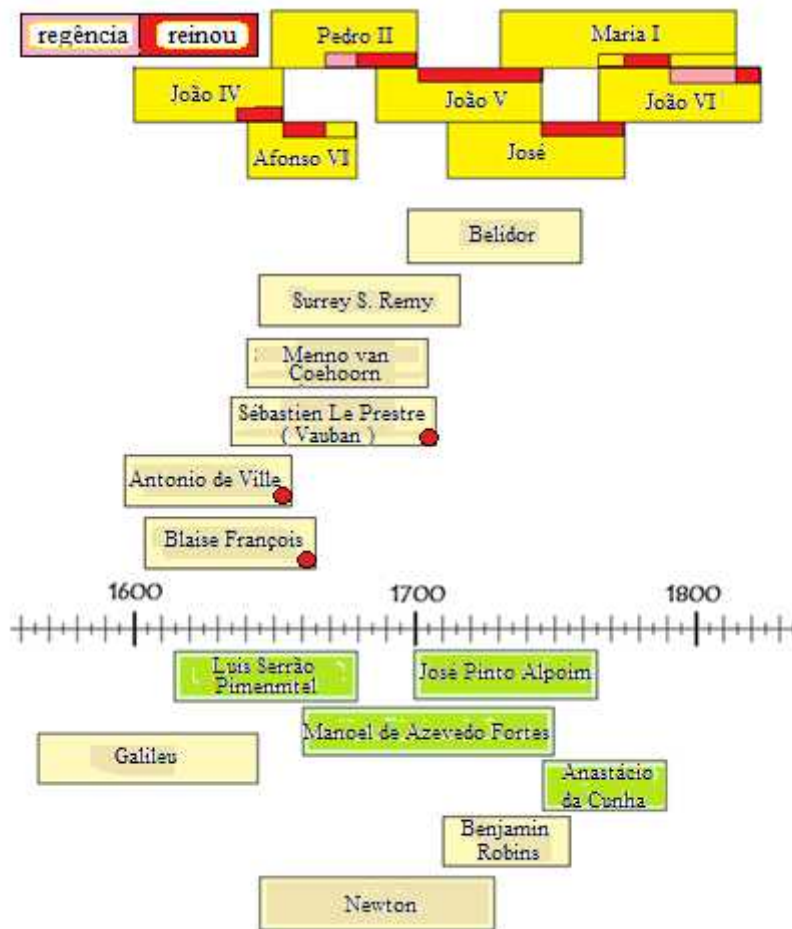 regência reinou
Pedro II
Maria I
João IV
João V
João VI
Afonso VI
José
Belidor
Surrey S. Remy
Menno van
Coehoorn
Sébastien Le Prestre
( Vauban )
Antonio de Ville
Blaise François
1600 1700 1800
Luis Serrão
Pimenmtel
José Pinto Alpoim
Manoel de Azevedo Fortes
Galileu
Anastácio
da Cunha
Benjamin
Robins
Newton